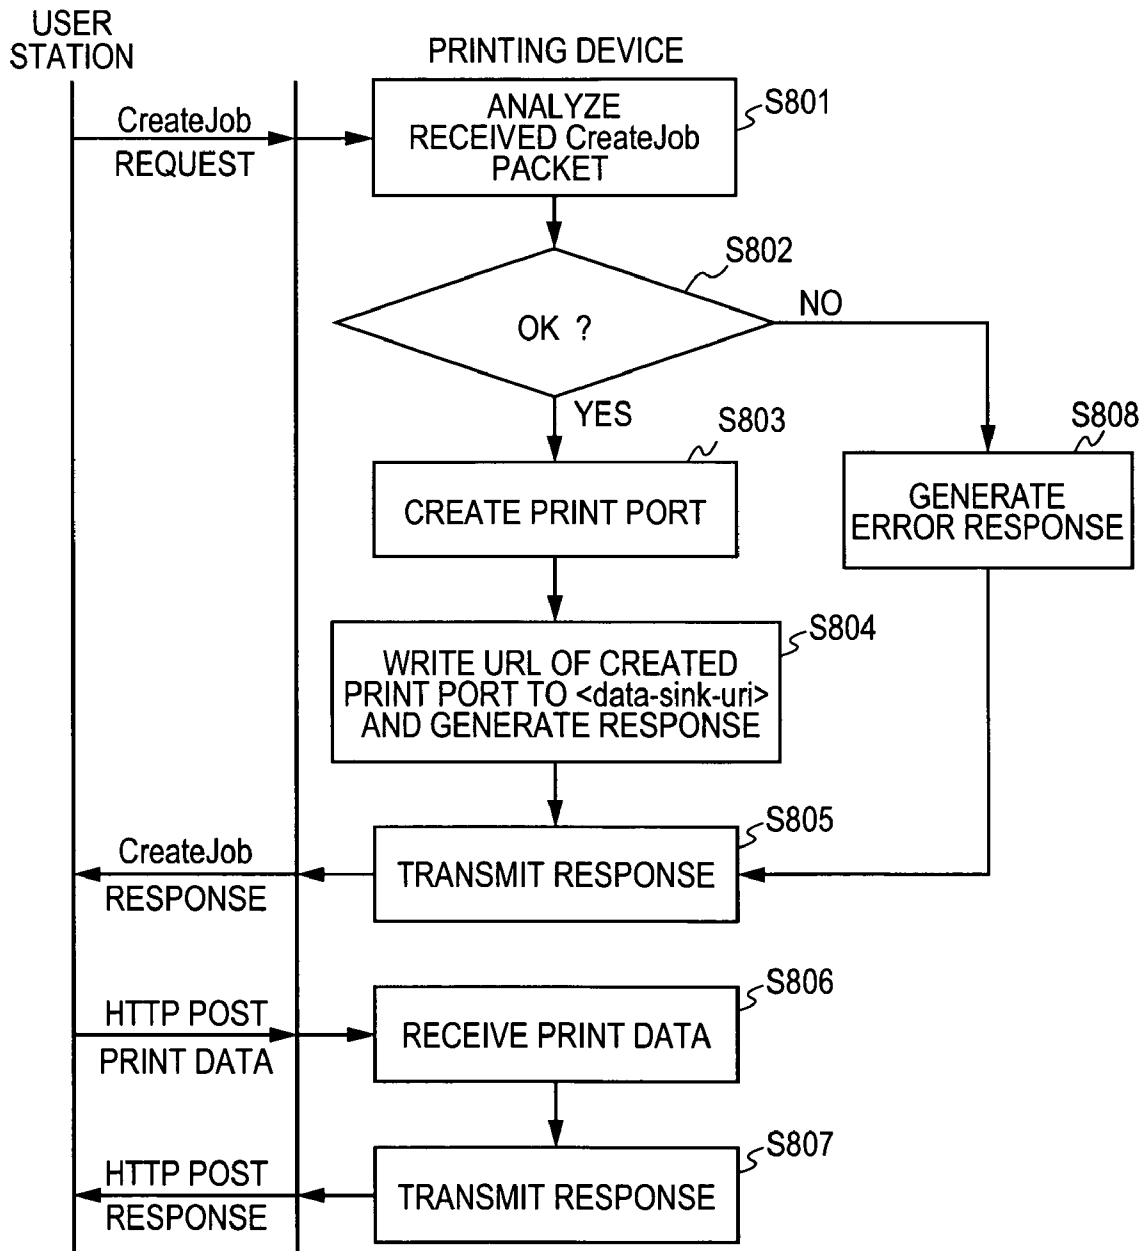 USER
STATION
PRINTING DEVICE
CreateJob
REQUEST
ANALYZE
RECEIVED CreateJob
PACKET
S801
S802
OK ?
NO
YES
S803
CREATE PRINT PORT
S808
GENERATE
ERROR RESPONSE
S804
WRITE URL OF CREATED
PRINT PORT TO <data-sink-uri>
AND GENERATE RESPONSE
S805
CreateJob
RESPONSE
TRANSMIT RESPONSE
S806
HTTP POST
PRINT DATA
RECEIVE PRINT DATA
S807
HTTP POST
RESPONSE
TRANSMIT RESPONSE